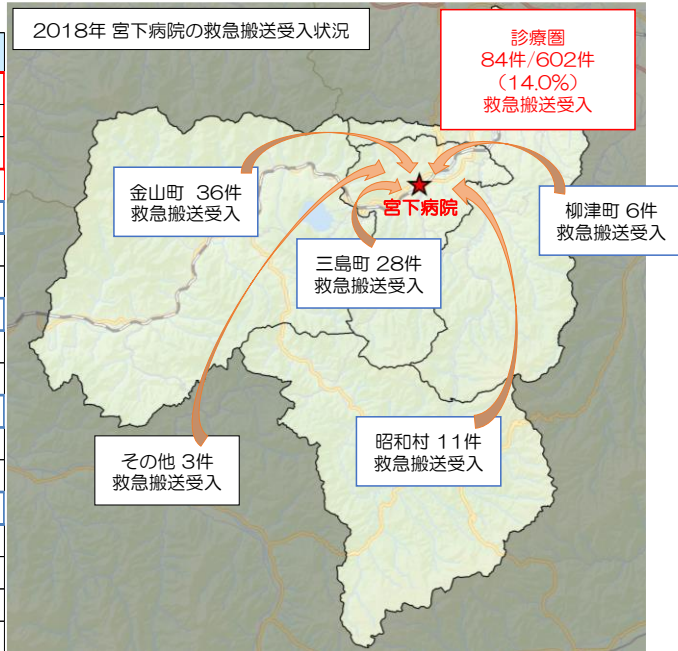 2018年 宮下病院の救急搬送受入状況
診療圏
84件/602件
（14.0%）
救急搬送受入
金山町 36件
救急搬送受入
宮下病院
柳津町 6件
救急搬送受入
三島町 28件
救急搬送受入
その他 3件
救急搬送受入
昭和村 11件
救急搬送受入